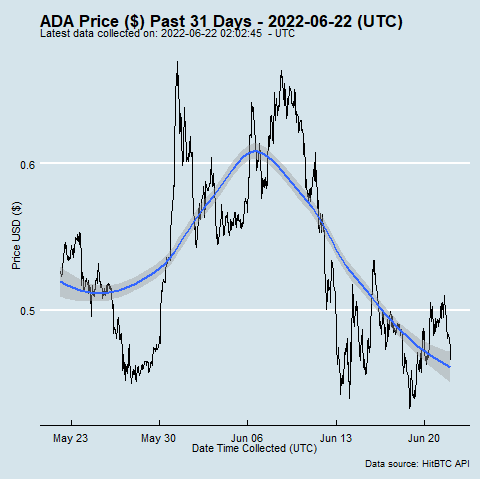 ADA Price ($) Past 31 Days - 2022-06-22 (UTC)
Latest data collected on: 2022-06-22 02:02:45 - UTC
Price USD ($)
0.6
0.5
May 23 May 30 Jun 06 Jun 13 Jun 20
Date Time Collected (UTC)
Data source: HitBTC API